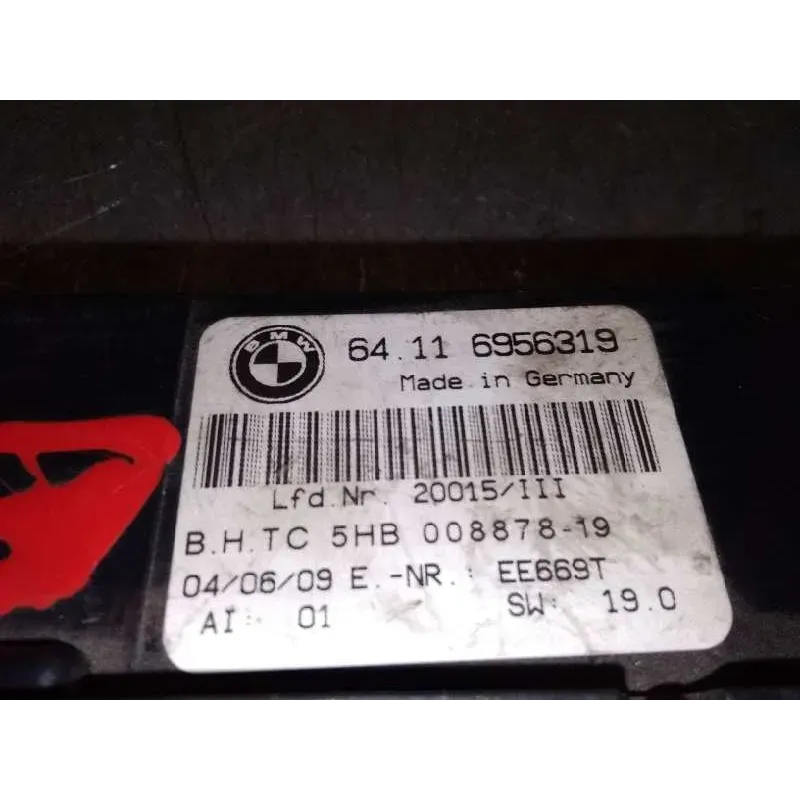 BMW
64.11 6956319
Made in Germany
Lfd.Nr. 20015/III
B.H.TC 5HB 008878-19
04/06/09 E.-NR.: EE669T
AI: 01 SW: 19.0